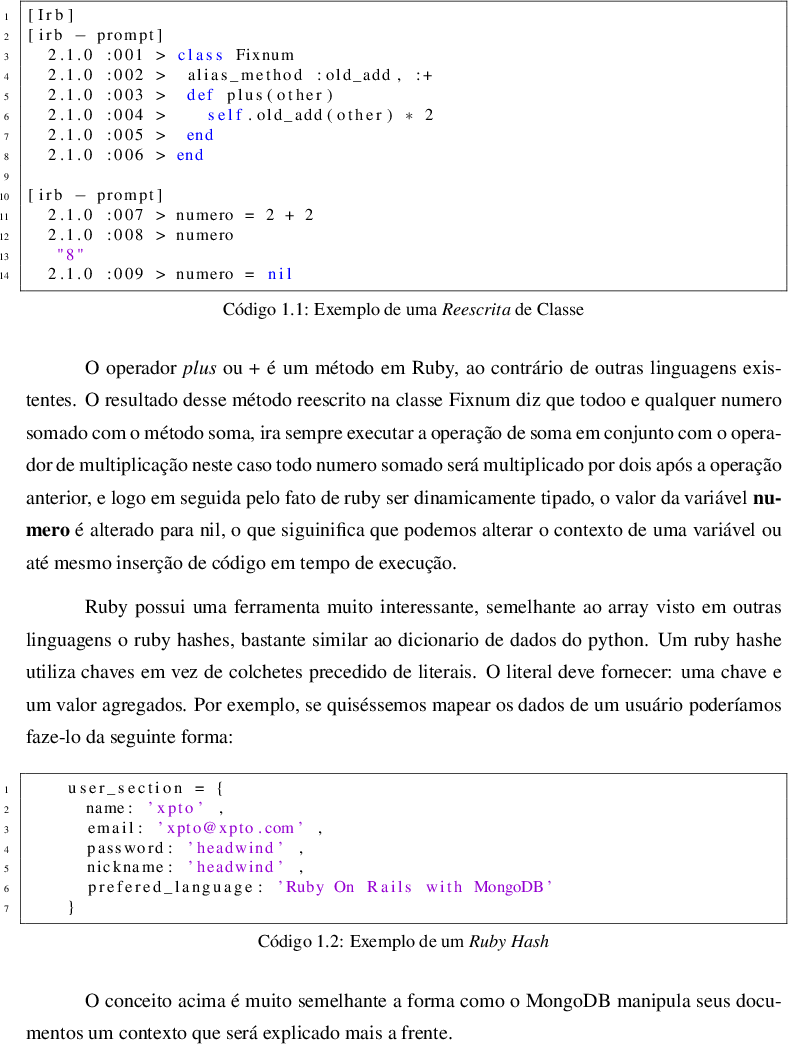 1 [Irb]
2 [irb − prompt]
3 2.1.0 :001 > class Fixnum
4 2.1.0 :002 > alias_method :old_add, :+
5 2.1.0 :003 > def plus(other)
6 2.1.0 :004 > self.old_add(other) * 2
7 2.1.0 :005 > end
8 2.1.0 :006 > end
9
10 [irb − prompt]
11 2.1.0 :007 > numero = 2 + 2
12 2.1.0 :008 > numero
13 "8"
14 2.1.0 :009 > numero = nil
Código 1.1: Exemplo de uma Reescrita de Classe
O operador plus ou + é um método em Ruby, ao contrário de outras linguagens exis-
tentes. O resultado desse método reescrito na classe Fixnum diz que todoo e qualquer numero
somado com o método soma, ira sempre executar a operação de soma em conjunto com o opera-
dor de multiplicação neste caso todo numero somado será multiplicado por dois após a operação
anterior, e logo em seguida pelo fato de ruby ser dinamicamente tipado, o valor da variável nu-
mero é alterado para nil, o que siguinifica que podemos alterar o contexto de uma variável ou
até mesmo inserção de código em tempo de execução.
Ruby possui uma ferramenta muito interessante, semelhante ao array visto em outras
linguagens o ruby hashes, bastante similar ao dicionario de dados do python. Um ruby hashe
utiliza chaves em vez de colchetes precedido de literais. O literal deve fornecer: uma chave e
um valor agregados. Por exemplo, se quiséssemos mapear os dados de um usuário poderíamos
faze-lo da seguinte forma:
1 user_section = {
2 name: 'xpto' ,
3 email: 'xpto@xpto.com' ,
4 password: 'headwind' ,
5 nickname: 'headwind' ,
6 prefered_language: 'Ruby On Rails with MongoDB'
7 }
Código 1.2: Exemplo de um Ruby Hash
O conceito acima é muito semelhante a forma como o MongoDB manipula seus docu-
mentos um contexto que será explicado mais a frente.